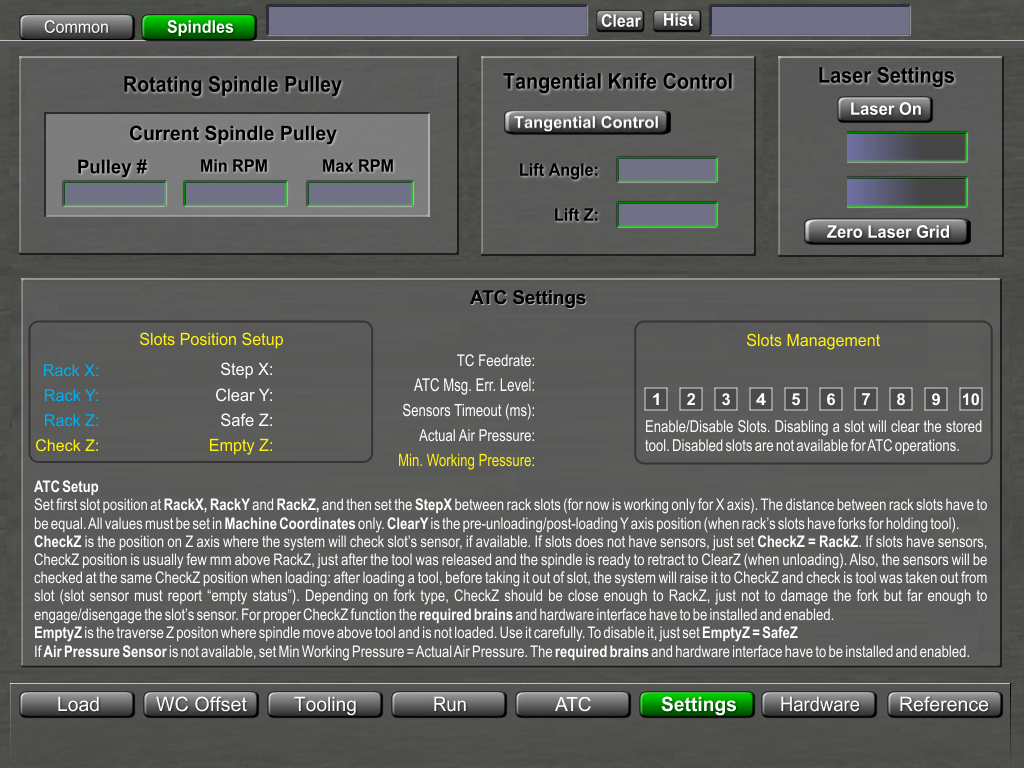 Common Spindles Clear Hist
Rotating Spindle Pulley
Current Spindle Pulley
Pulley # Min RPM Max RPM
Tangential Knife Control
Tangential Control
Lift Angle:
Lift Z:
Laser Settings
Laser On
Zero Laser Grid
ATC Settings
Slots Position Setup
Rack X: Step X:
Rack Y: Clear Y:
Rack Z: Safe Z:
Check Z: Empty Z:
TC Feedrate:
ATC Msg. Err. Level:
Sensors Timeout (ms):
Actual Air Pressure:
Min. Working Pressure:
Slots Management
1 2 3 4 5 6 7 8 9 10
Enable/Disable Slots. Disabling a slot will clear the stored
tool. Disabled slots are not available for ATC operations.
ATC Setup
Set first slot position at RackX, RackY and RackZ, and then set the StepX between rack slots (for now is working only for X axis). The distance between rack slots have to
be equal. All values must be set in Machine Coordinates only. ClearY is the pre-unloading/post-loading Y axis position (when rack's slots have forks for holding tool).
CheckZ is the position on Z axis where the system will check slot's sensor, if available. If slots does not have sensors, just set CheckZ = RackZ. If slots have sensors,
CheckZ position is usually few mm above RackZ, just after the tool was released and the spindle is ready to retract to ClearZ (when unloading). Also, the sensors will be
checked at the same CheckZ position when loading: after loading a tool, before taking it out of slot, the system will raise it to CheckZ and check is tool was taken out from
slot (slot sensor must report “empty status”). Depending on fork type, CheckZ should be close enough to RackZ, just not to damage the fork but far enough to
engage/disengage the slot's sensor. For proper CheckZ function the required brains and hardware interface have to be installed and enabled.
EmptyZ is the traverse Z positon where spindle move above tool and is not loaded. Use it carefully. To disable it, just set EmptyZ = SafeZ
If Air Pressure Sensor is not available, set Min Working Pressure = Actual Air Pressure. The required brains and hardware interface have to be installed and enabled.
Load WC Offset Tooling Run ATC Settings Hardware Reference